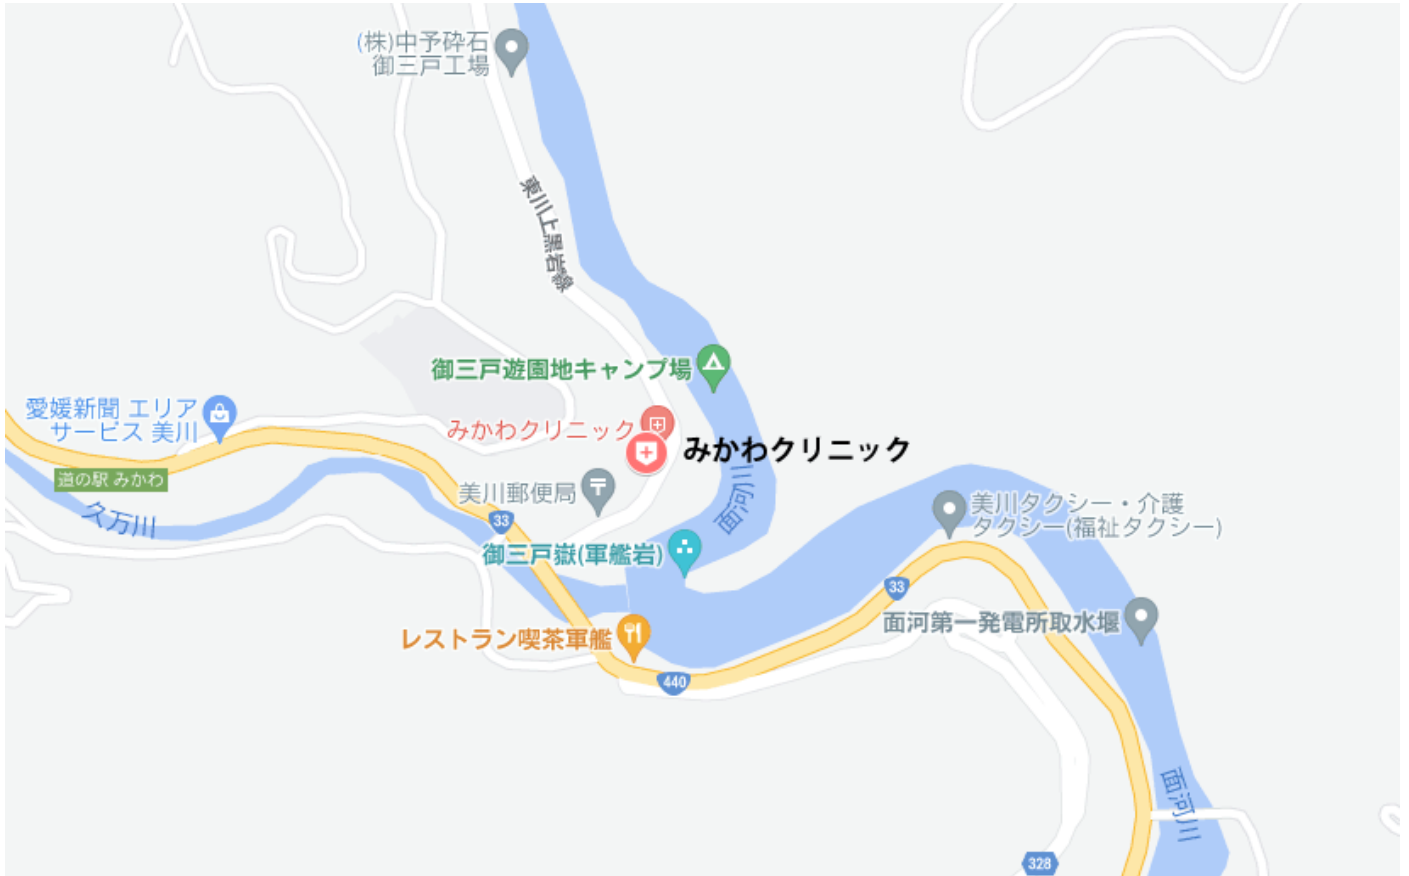 (株)中予砕石
御三戸工場
東川上黒岩線
御三戸遊園地キャンプ場
愛媛新聞 エリア
サービス 美川
みかわクリニック
みかわクリニック
道の駅 みかわ
美川郵便局
久万川
面河川
33
美川タクシー・介護
タクシー(福祉タクシー)
御三戸嶽(軍艦岩)
33
面河第一発電所取水堰
レストラン喫茶軍艦
440
面河川
328